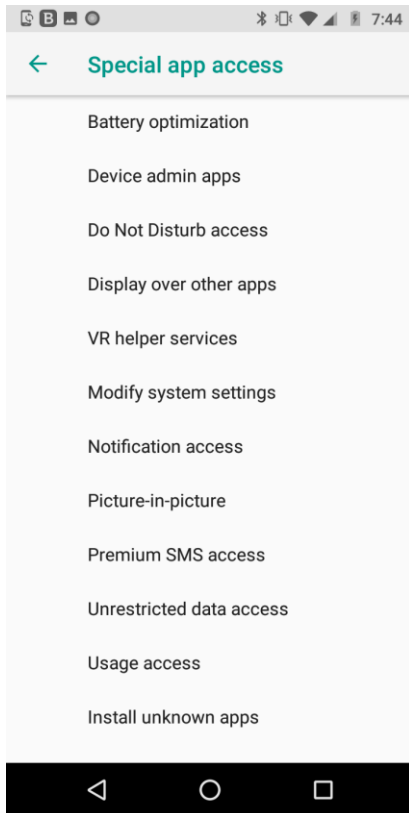 B
7:44
Special app access
Battery optimization
Device admin apps
Do Not Disturb access
Display over other apps
VR helper services
Modify system settings
Notification access
Picture-in-picture
Premium SMS access
Unrestricted data access
Usage access
Install unknown apps